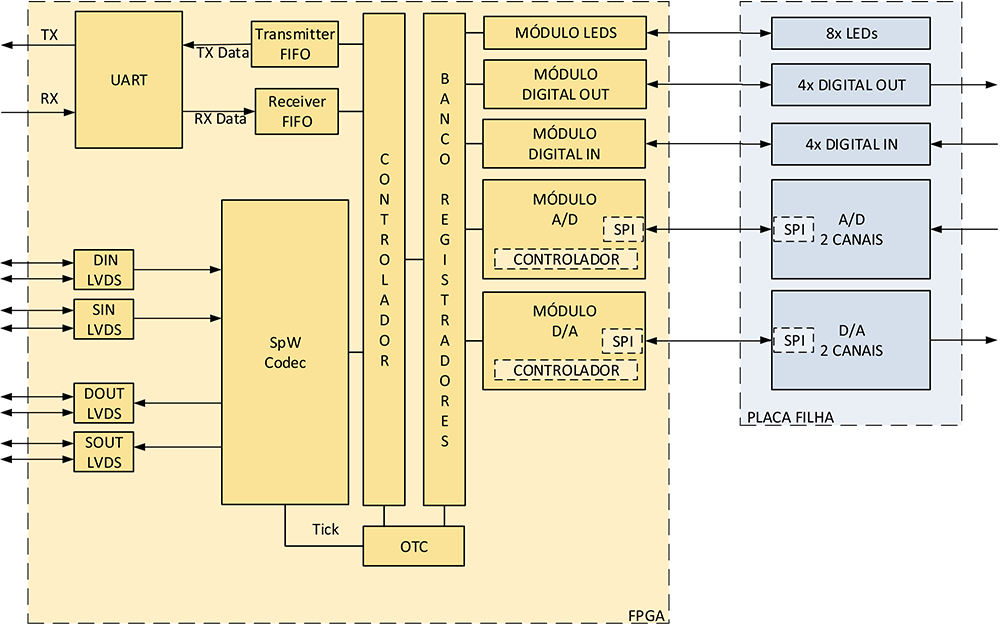 TX
RX
UART
TX Data
RX Data
Transmitter
FIFO
Receiver
FIFO
CONTROLADOR
BANCO REGISTRADORES
MÓDULO LEDS
MÓDULO
DIGITAL OUT
MÓDULO
DIGITAL IN
MÓDULO
A/D
SPI
CONTROLADOR
MÓDULO
D/A
SPI
CONTROLADOR
8x LEDs
4x DIGITAL OUT
4x DIGITAL IN
SPI
A/D
2 CANAIS
SPI
D/A
2 CANAIS
PLACA FILHA
DIN
LVDS
SIN
LVDS
DOUT
LVDS
SOUT
LVDS
SpW
Codec
Tick
OTC
FPGA